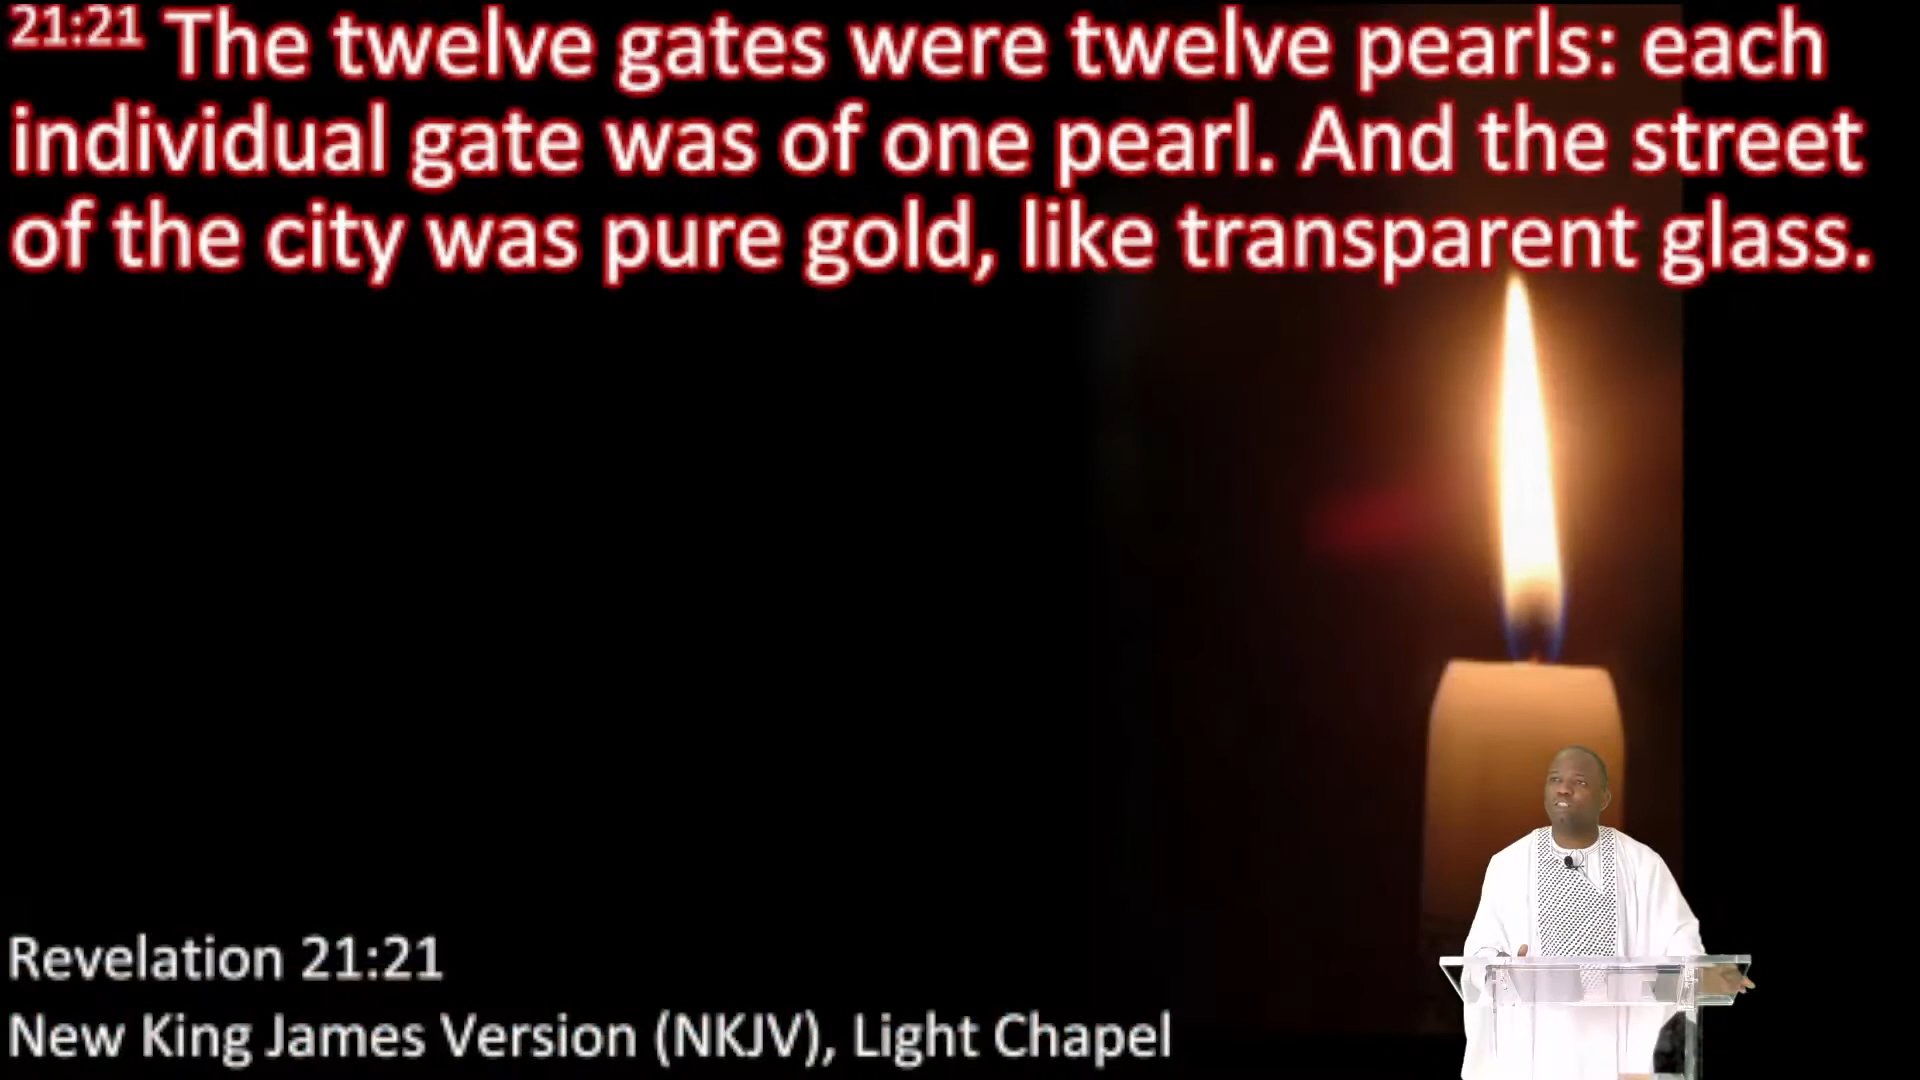 21:21 The twelve gates were twelve pearls: each
individual gate was of one pearl. And the street
of the city was pure gold, like transparent glass.
Revelation 21:21
New King James Version (NKJV), Light Chapel